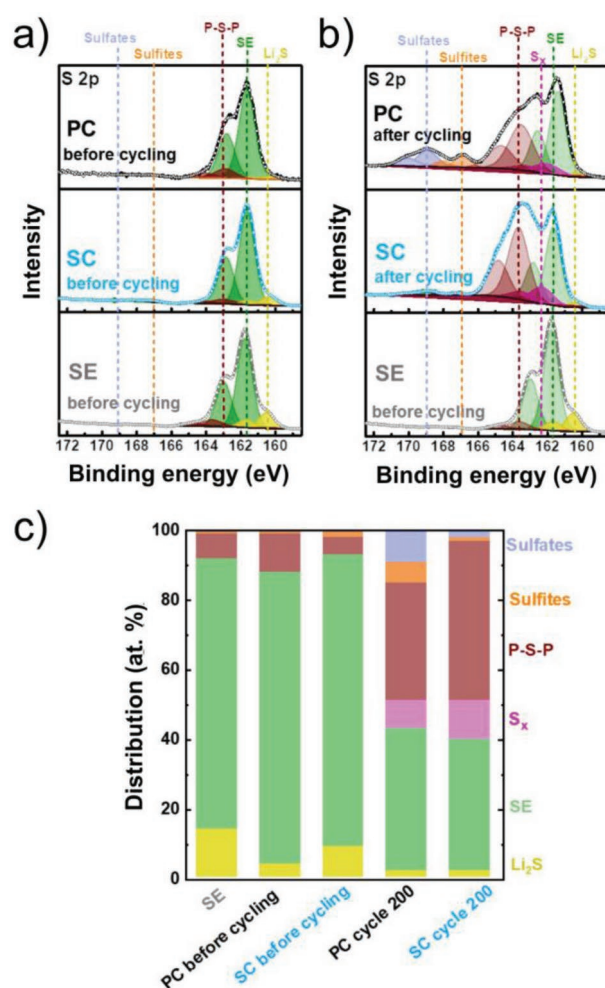 a)
P-S-P
SE
Sulfates
Sulfites
Li₂S
S 2p
PC
before cycling
SC
before cycling
SE
before cycling
Intensity
172 170 168 166 164 162 160
Binding energy (eV)
b)
P-S-P
SE
Sulfates
Sₓ
Sulfites
Li₂S
S 2p
PC
after cycling
SC
after cycling
SE
before cycling
Intensity
172 170 168 166 164 162 160
Binding energy (eV)
c)
Distribution (at. %)
100
80
60
40
20
0
Sulfates
Sulfites
P-S-P
Sₓ
SE
Li₂S
SE
PC before cycling
SC before cycling
PC cycle 200
SC cycle 200